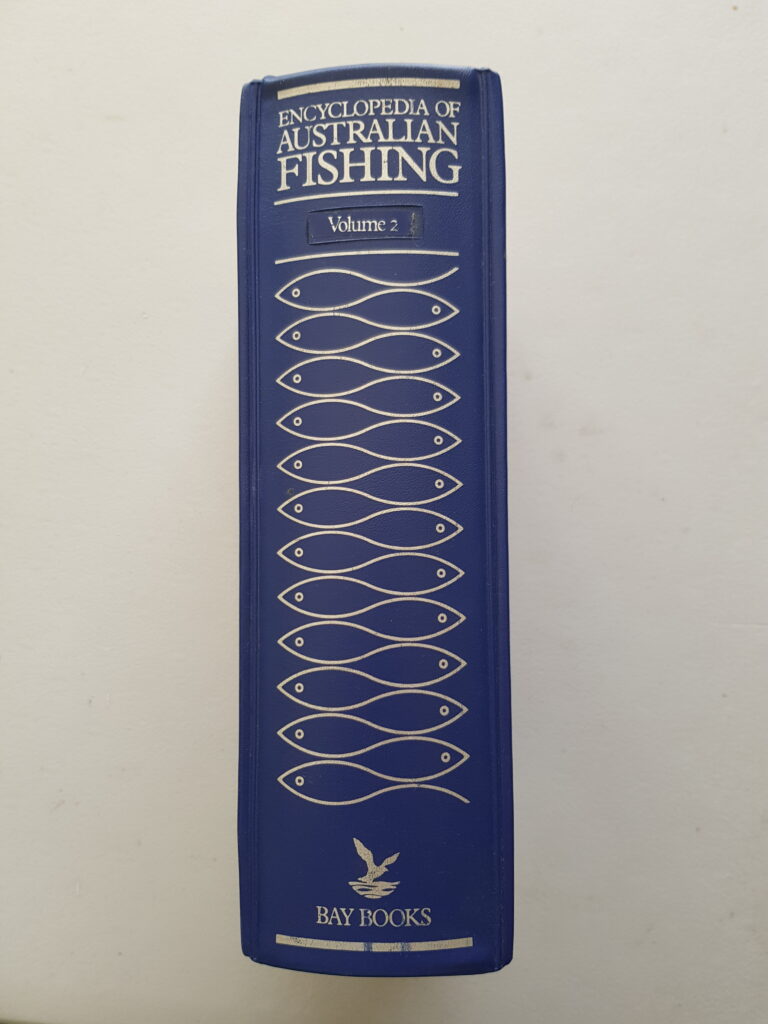 ENCYCLOPEDIA OF
AUSTRALIAN
FISHING
Volume 2
BAY BOOKS